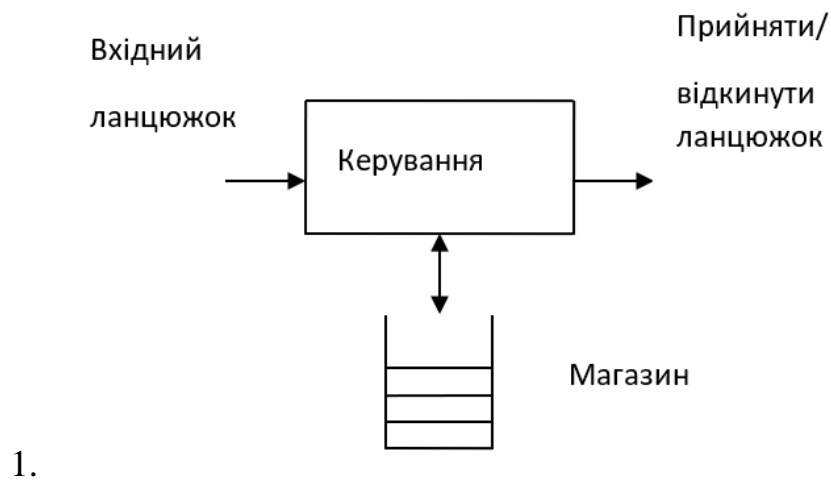 Вхідний
ланцюжок
Прийняти/
відкинути
ланцюжок
Керування
Магазин
1.